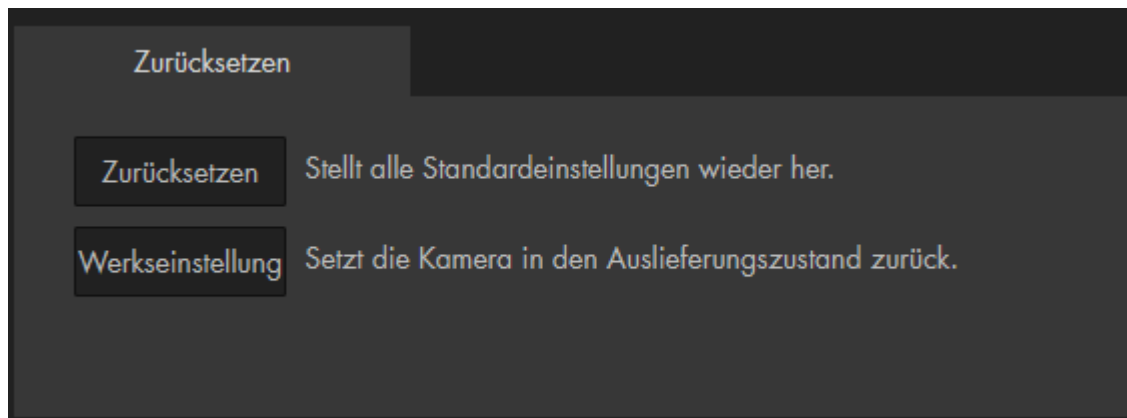 Zurücksetzen
Zurücksetzen Stellt alle Standardeinstellungen wieder her.
Werkseinstellung Setzt die Kamera in den Auslieferungszustand zurück.